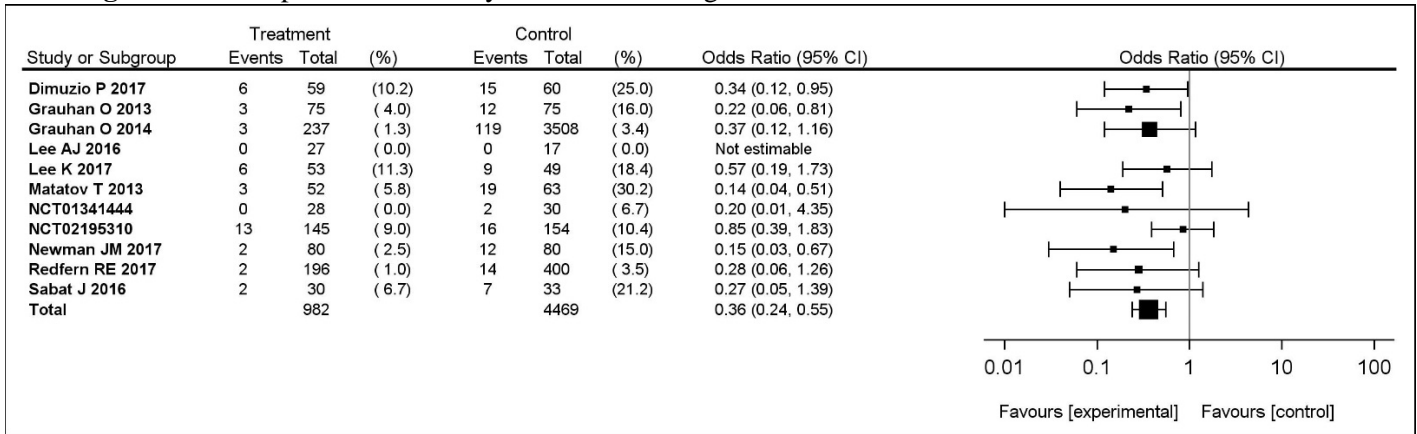 Treatment Control
Study or Subgroup Events Total (%) Events Total (%) Odds Ratio (95% CI) Odds Ratio (95% CI)
Dimuzio P 2017 6 59 (10.2) 15 60 (25.0) 0.34 (0.12, 0.95)
Grauhan O 2013 3 75 ( 4.0) 12 75 (16.0) 0.22 (0.06, 0.81)
Grauhan O 2014 3 237 ( 1.3) 119 3508 ( 3.4) 0.37 (0.12, 1.16)
Lee AJ 2016 0 27 ( 0.0) 0 17 ( 0.0) Not estimable
Lee K 2017 6 53 (11.3) 9 49 (18.4) 0.57 (0.19, 1.73)
Matatov T 2013 3 52 ( 5.8) 19 63 (30.2) 0.14 (0.04, 0.51)
NCT01341444 0 28 ( 0.0) 2 30 ( 6.7) 0.20 (0.01, 4.35)
NCT02195310 13 145 ( 9.0) 16 154 (10.4) 0.85 (0.39, 1.83)
Newman JM 2017 2 80 ( 2.5) 12 80 (15.0) 0.15 (0.03, 0.67)
Redfern RE 2017 2 196 ( 1.0) 14 400 ( 3.5) 0.28 (0.06, 1.26)
Sabat J 2016 2 30 ( 6.7) 7 33 (21.2) 0.27 (0.05, 1.39)
Total 982 4469 0.36 (0.24, 0.55)
0.01 0.1 1 10 100
Favours [experimental] Favours [control]